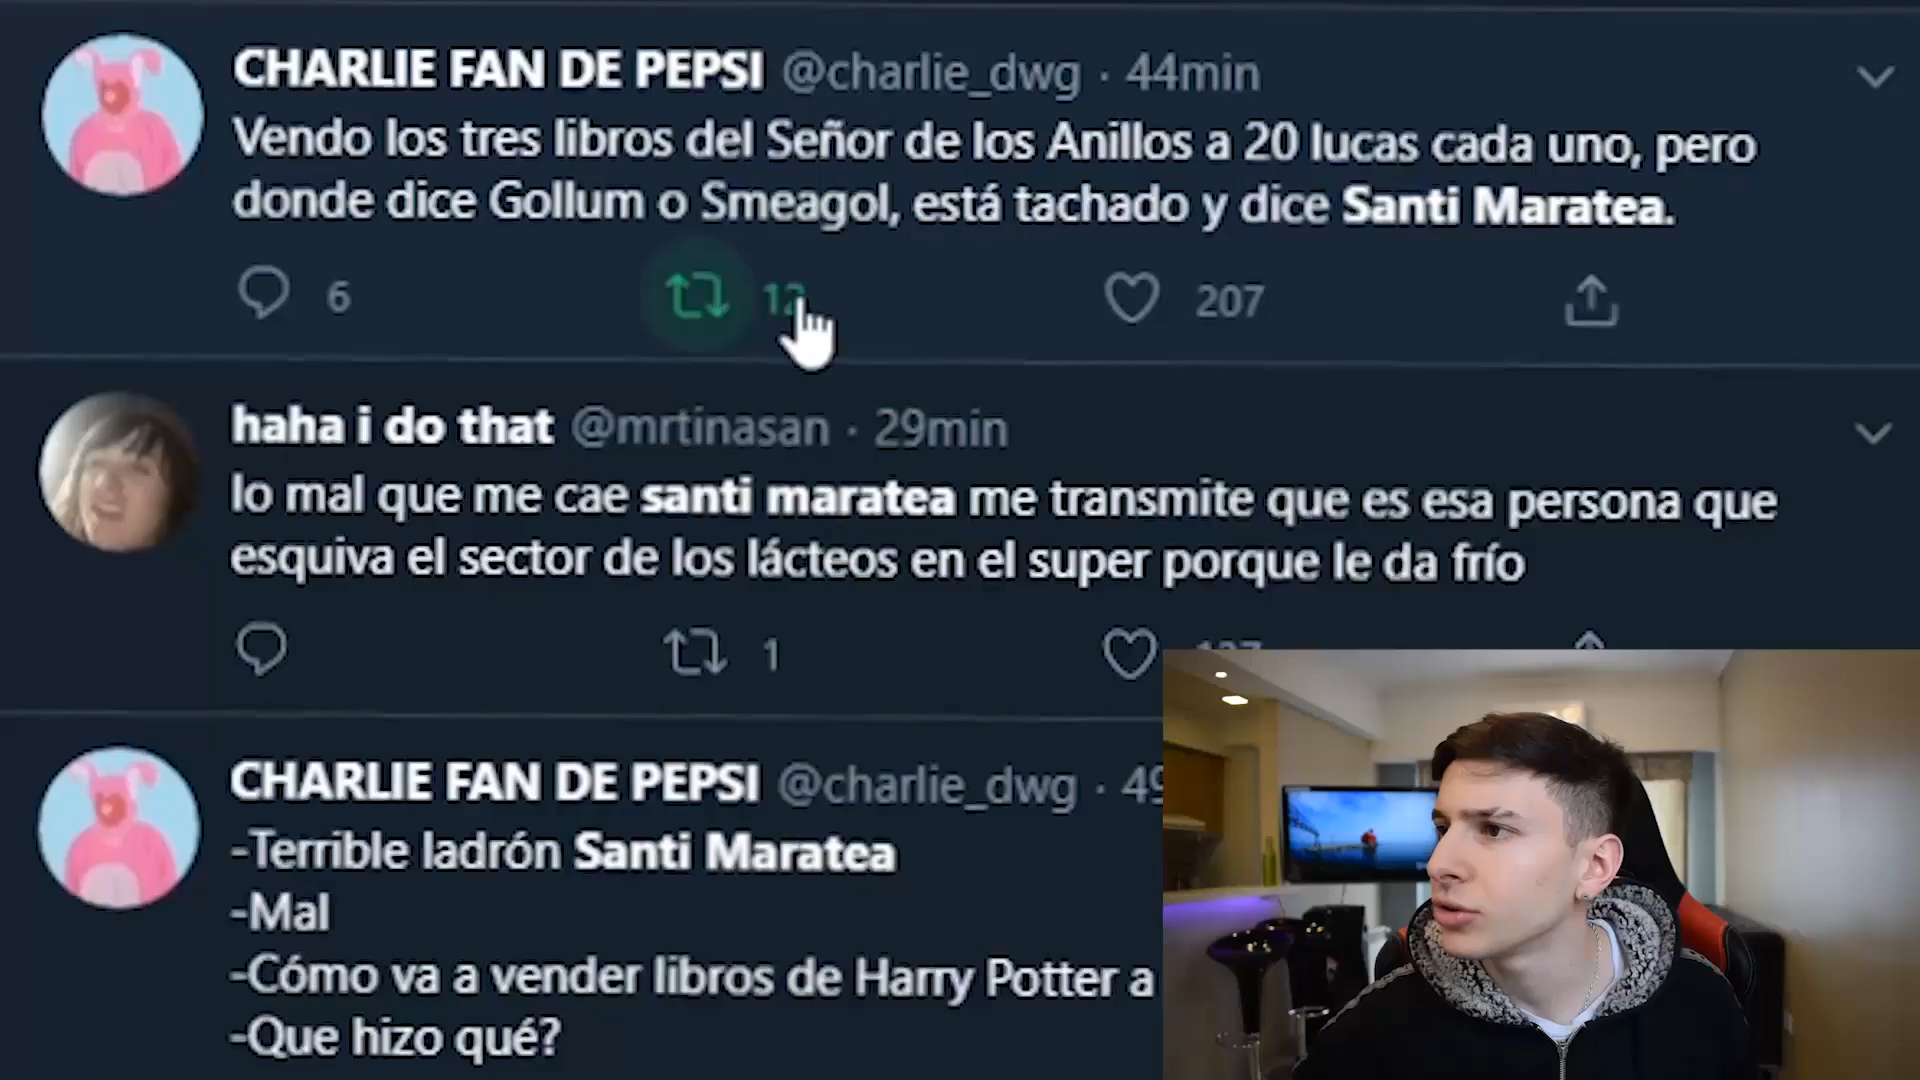 CHARLIE FAN DE PEPSI @charlie_dwg · 44min
Vendo los tres libros del Señor de los Anillos a 20 lucas cada uno, pero
donde dice Gollum o Smeagol, está tachado y dice Santi Maratea.
6 12 207
haha i do that @mrtinasan · 29min
lo mal que me cae santi maratea me transmite que es esa persona que
esquiva el sector de los lácteos en el super porque le da frío
1
CHARLIE FAN DE PEPSI @charlie_dwg · 49
-Terrible ladrón Santi Maratea
-Mal
-Cómo va a vender libros de Harry Potter a
-Que hizo qué?